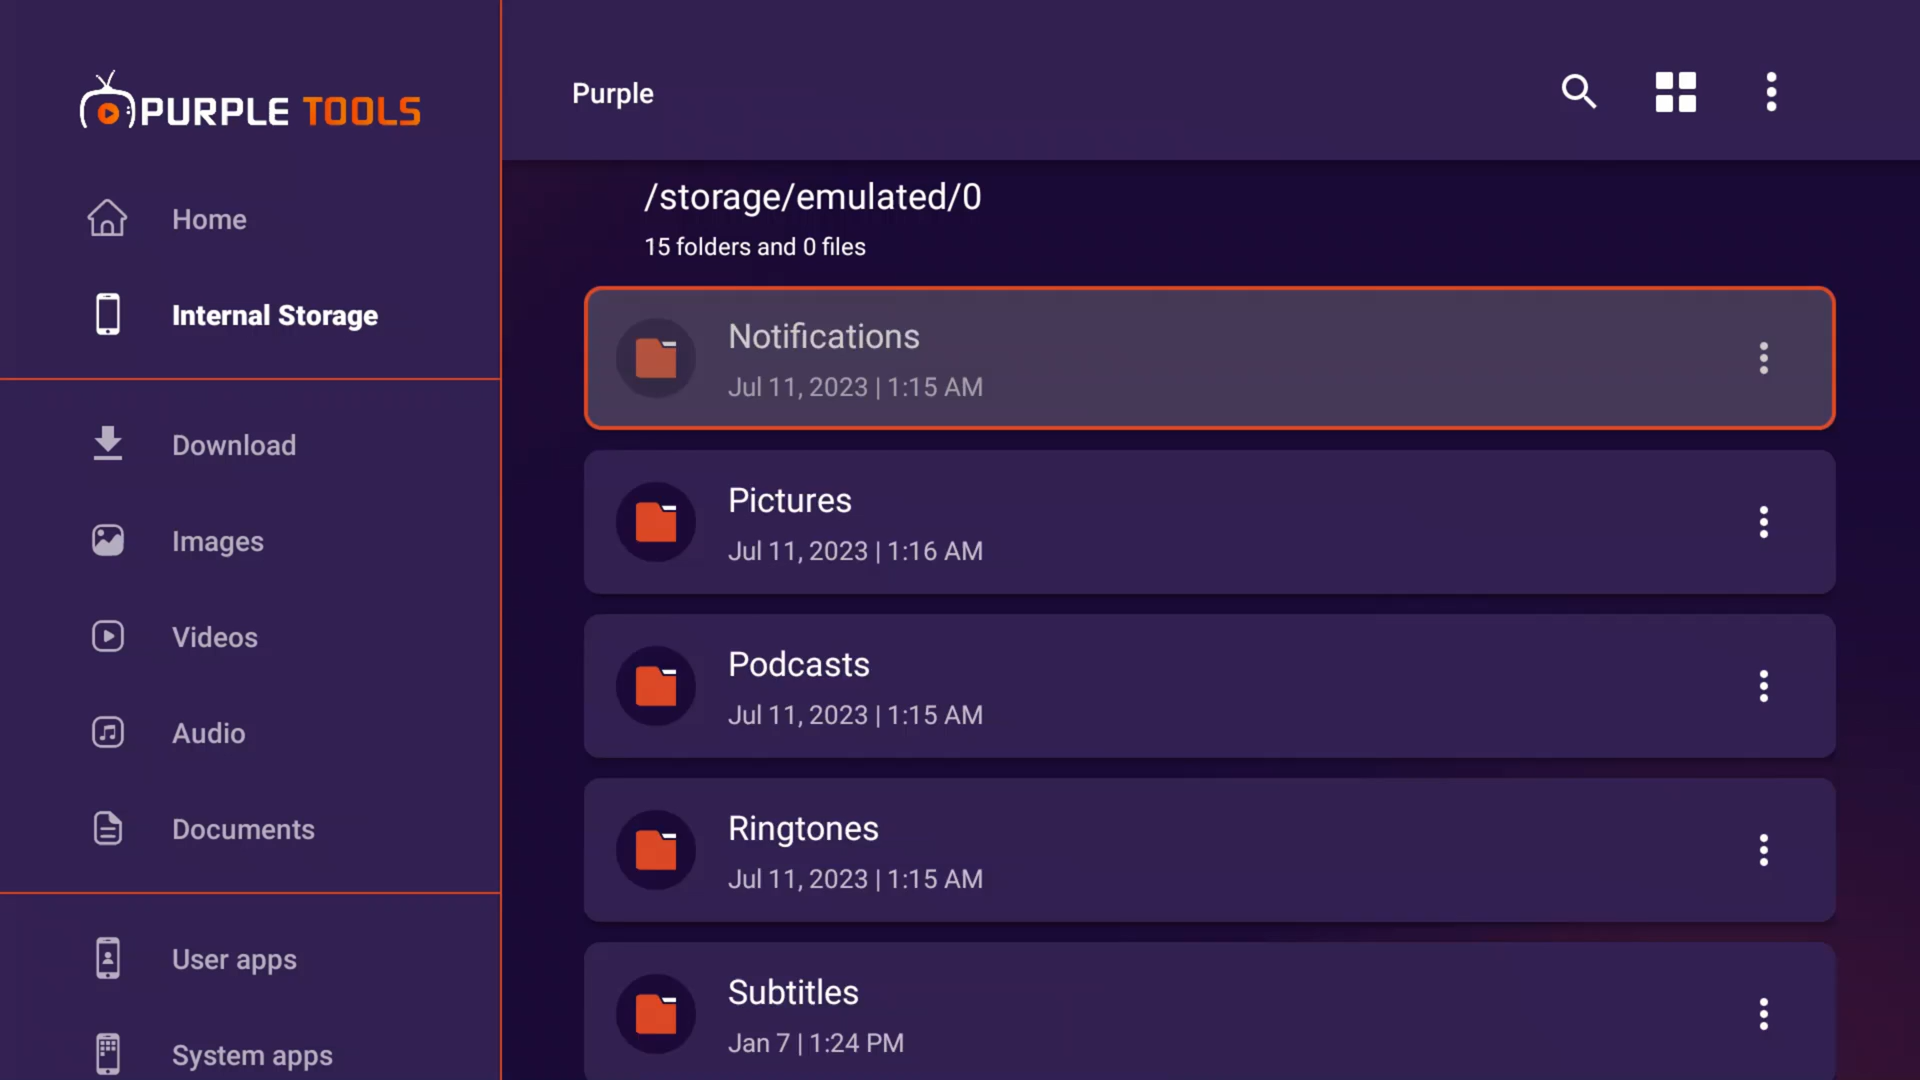 PURPLE TOOLS
Home
Internal Storage
Download
Images
Videos
Audio
Documents
User apps
System apps
Purple
/storage/emulated/0
15 folders and 0 files
Notifications
Jul 11, 2023 | 1:15 AM
Pictures
Jul 11, 2023 | 1:16 AM
Podcasts
Jul 11, 2023 | 1:15 AM
Ringtones
Jul 11, 2023 | 1:15 AM
Subtitles
Jan 7 | 1:24 PM